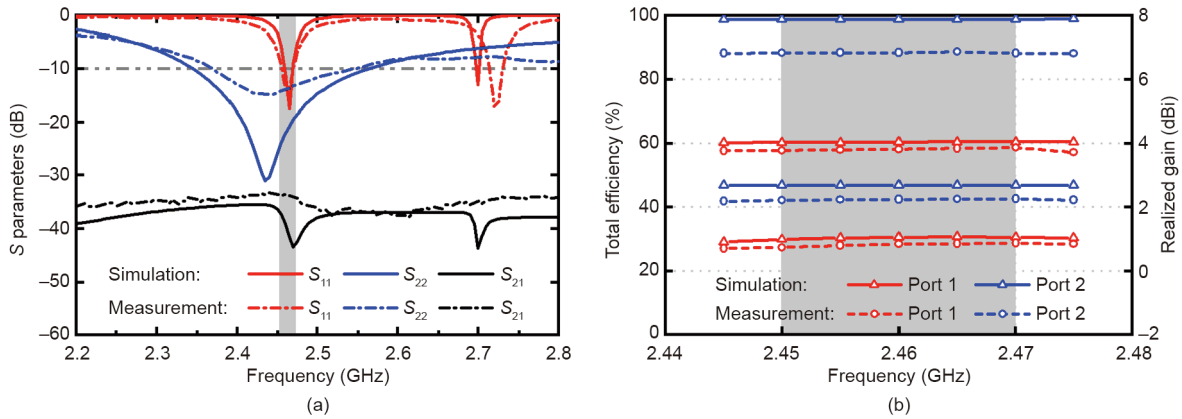 0
–10
–20
–30
–40
–50
–60
S parameters (dB)
Simulation: S11 S22 S21
Measurement: S11 S22 S21
2.2 2.3 2.4 2.5 2.6 2.7 2.8
Frequency (GHz)
(a)
100
80
60
40
20
0
Total efficiency (%)
8
6
4
2
0
–2
Realized gain (dBi)
Simulation: Port 1 Port 2
Measurement: Port 1 Port 2
2.44 2.45 2.46 2.47 2.48
Frequency (GHz)
(b)